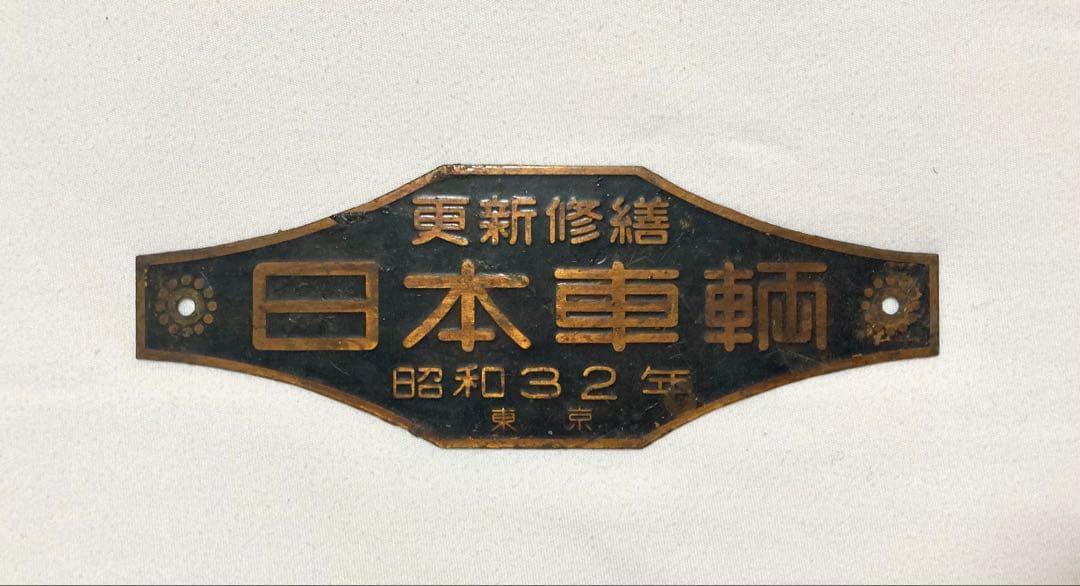 更新修繕
日本車輌
昭和32年
東京